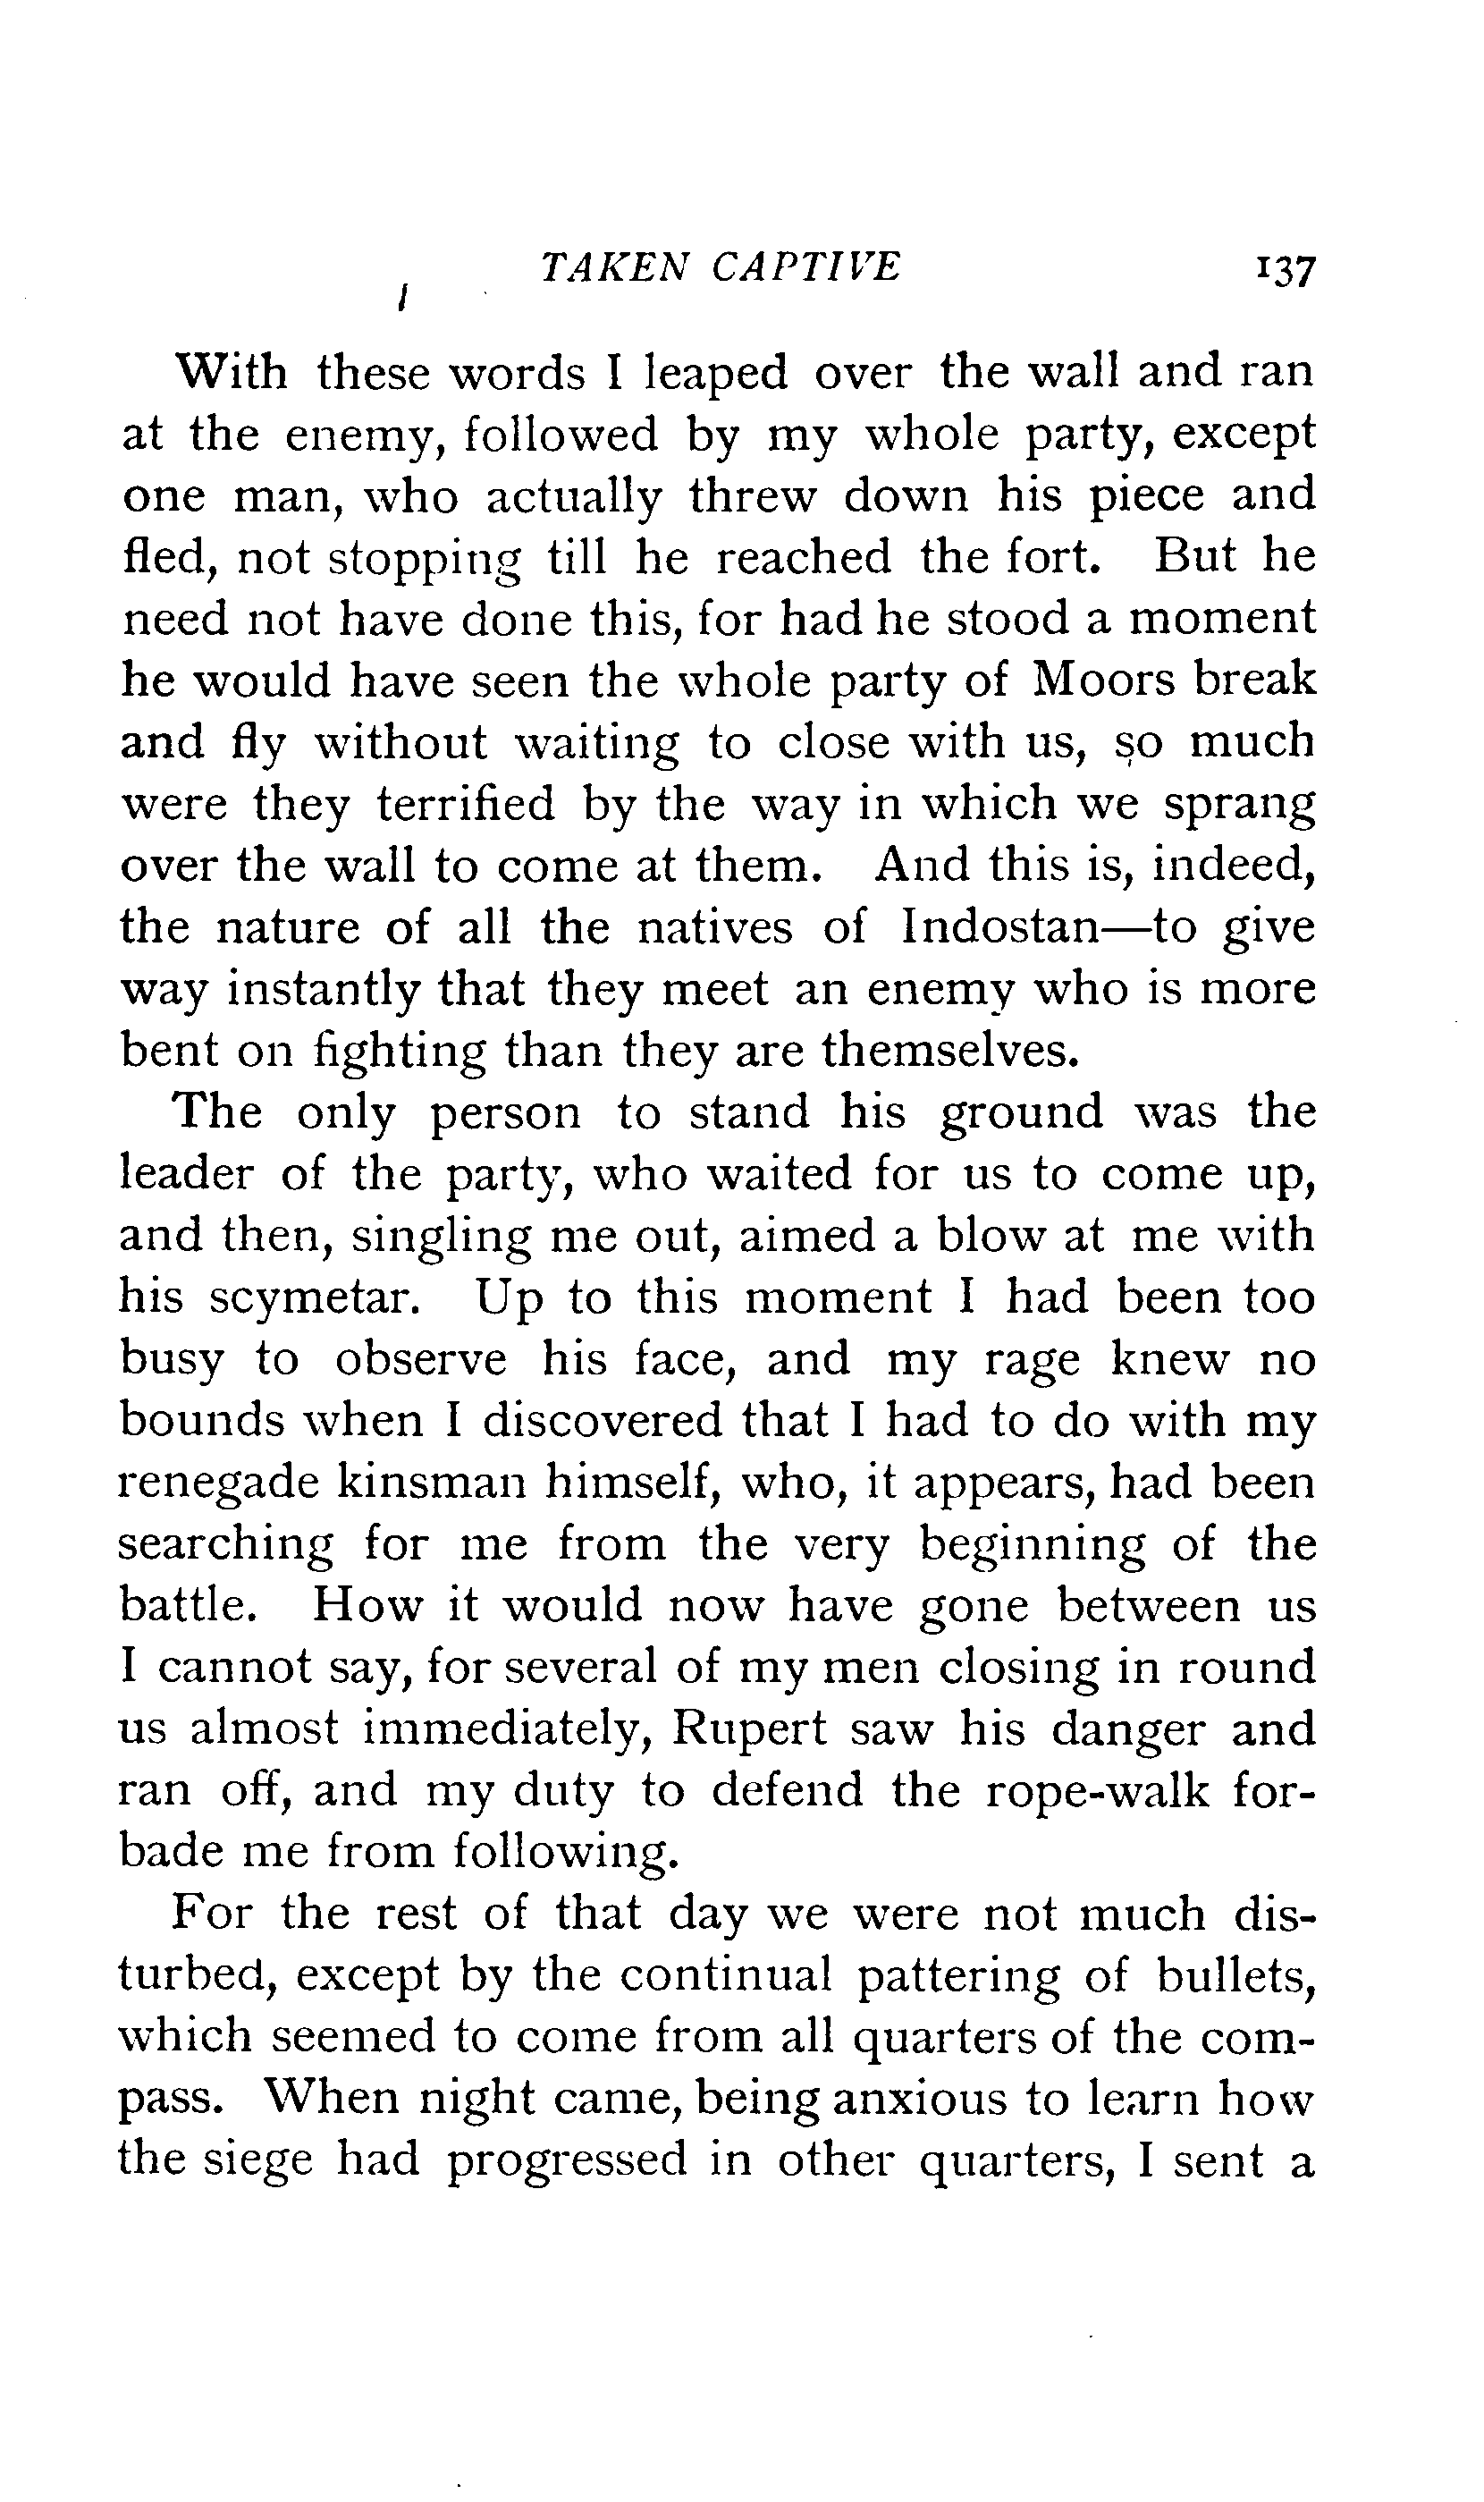 TAKEN CAPTIVE 137
With these words I leaped over the wall and ran
at the enemy, followed by my whole party, except
one man, who actually threw down his piece and
fled, not stopping till he reached the fort. But he
need not have done this, for had he stood a moment
he would have seen the whole party of Moors break
and fly without waiting to close with us, so much
were they terrified by the way in which we sprang
over the wall to come at them. And this is, indeed,
the nature of all the natives of Indostan—to give
way instantly that they meet an enemy who is more
bent on fighting than they are themselves.
The only person to stand his ground was the
leader of the party, who waited for us to come up,
and then, singling me out, aimed a blow at me with
his scymetar. Up to this moment I had been too
busy to observe his face, and my rage knew no
bounds when I discovered that I had to do with my
renegade kinsman himself, who, it appears, had been
searching for me from the very beginning of the
battle. How it would now have gone between us
I cannot say, for several of my men closing in round
us almost immediately, Rupert saw his danger and
ran off, and my duty to defend the rope-walk for-
bade me from following.
For the rest of that day we were not much dis-
turbed, except by the continual pattering of bullets,
which seemed to come from all quarters of the com-
pass. When night came, being anxious to learn how
the siege had progressed in other quarters, I sent a